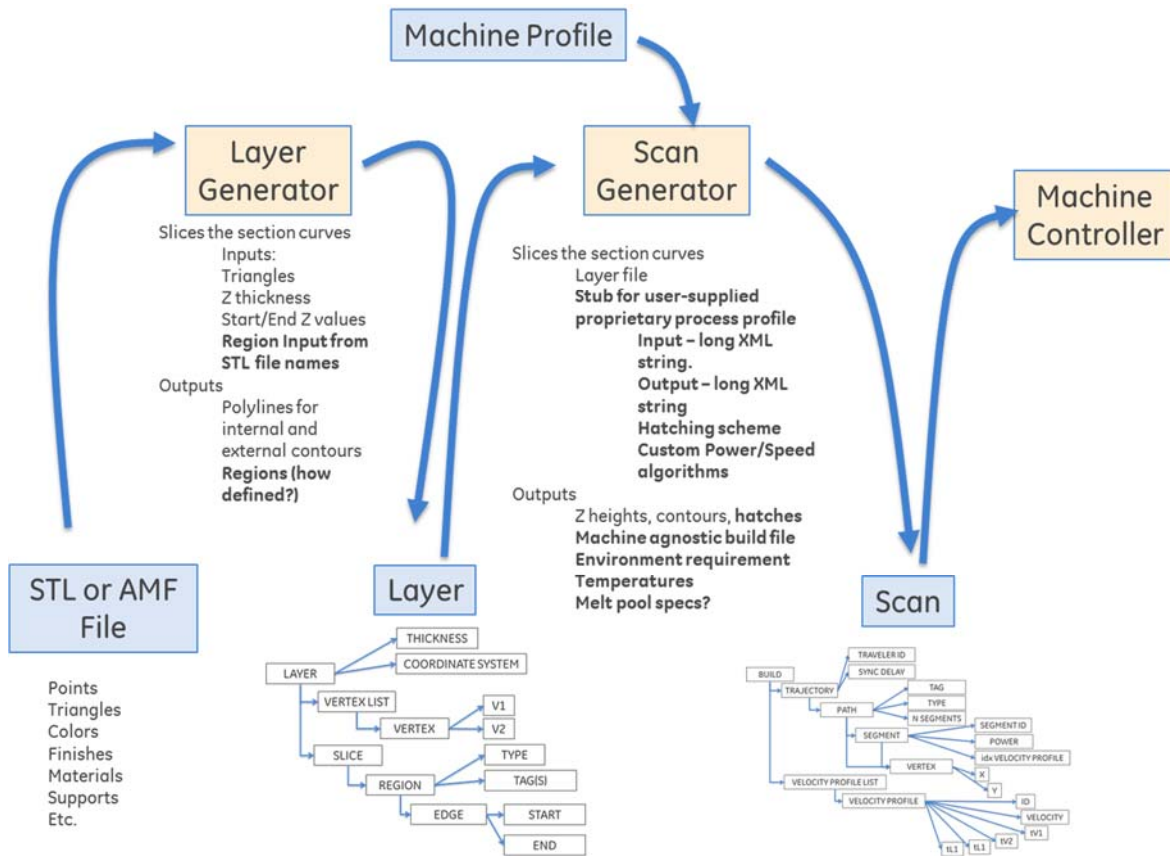 Machine Profile
Layer
Generator
Scan
Generator
Machine
Controller
Slices the section curves
Inputs:
Triangles
Z thickness
Start/End Z values
Region Input from
STL file names
Outputs
Polylines for
internal and
external contours
Regions (how
defined?)
Slices the section curves
Layer file
Stub for user-supplied
proprietary process profile
Input – long XML
string.
Output – long XML
string
Hatching scheme
Custom Power/Speed
algorithms
Outputs
Z heights, contours, hatches
Machine agnostic build file
Environment requirement
Temperatures
Melt pool specs?
STL or AMF
File
Points
Triangles
Colors
Finishes
Materials
Supports
Etc.
Layer
THICKNESS
COORDINATE SYSTEM
LAYER
VERTEX LIST
VERTEX
V1
V2
SLICE
REGION
TYPE
TAG(S)
EDGE
START
END
Scan
TRAVELER ID
SYNC DELAY
BUILD
TRAJECTORY
PATH
TAG
TYPE
N SEGMENTS
SEGMENT
SEGMENT ID
POWER
idx VELOCITY PROFILE
VERTEX
X
Y
VELOCITY PROFILE LIST
VELOCITY PROFILE
ID
VELOCITY
tV1
tV2
tL1
tL1